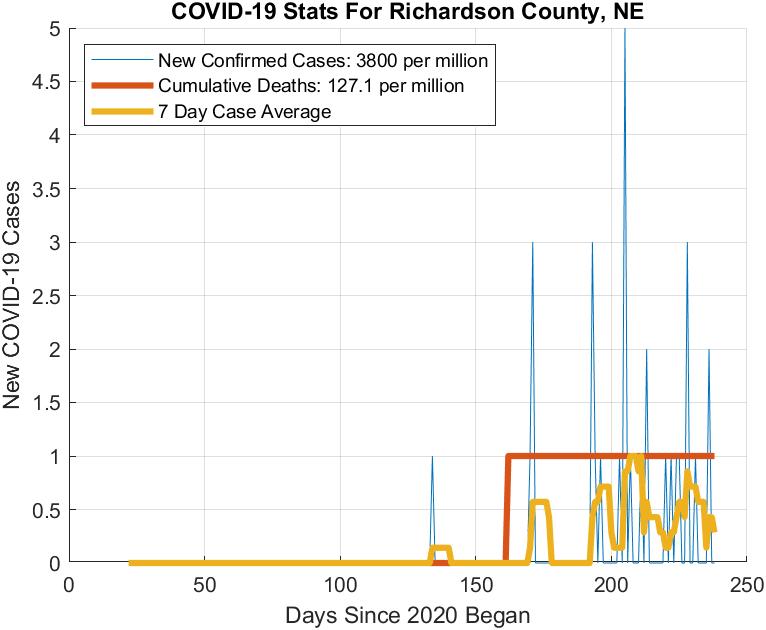 COVID-19 Stats For Richardson County, NE
New Confirmed Cases: 3800 per million
Cumulative Deaths: 127.1 per million
7 Day Case Average
New COVID-19 Cases
5
4.5
4
3.5
3
2.5
2
1.5
1
0.5
0
0 50 100 150 200 250
Days Since 2020 Began